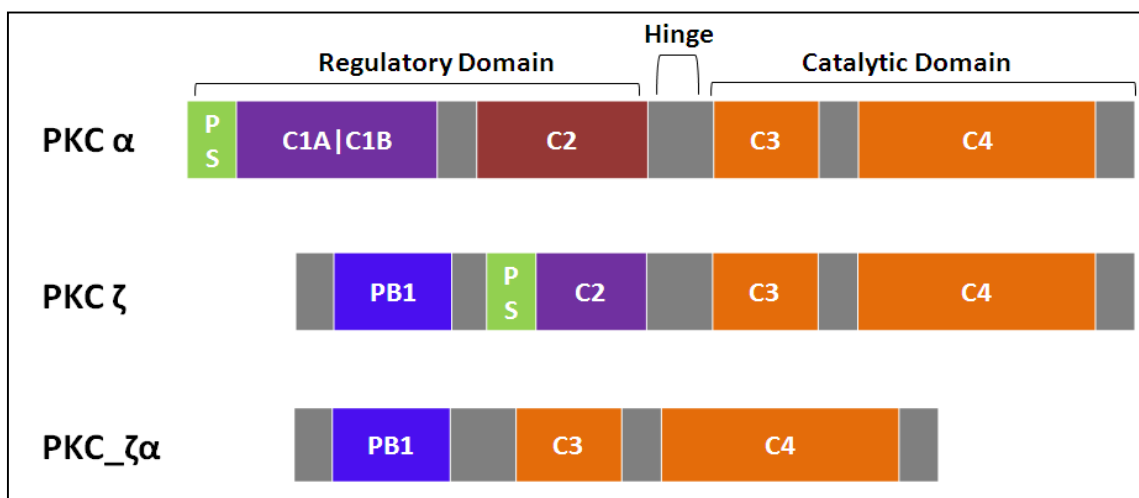 Hinge
Regulatory Domain
Catalytic Domain
PKC α
P
S
C1A|C1B
C2
C3
C4
PKC ζ
PB1
P
S
C2
C3
C4
PKC_ζα
PB1
C3
C4